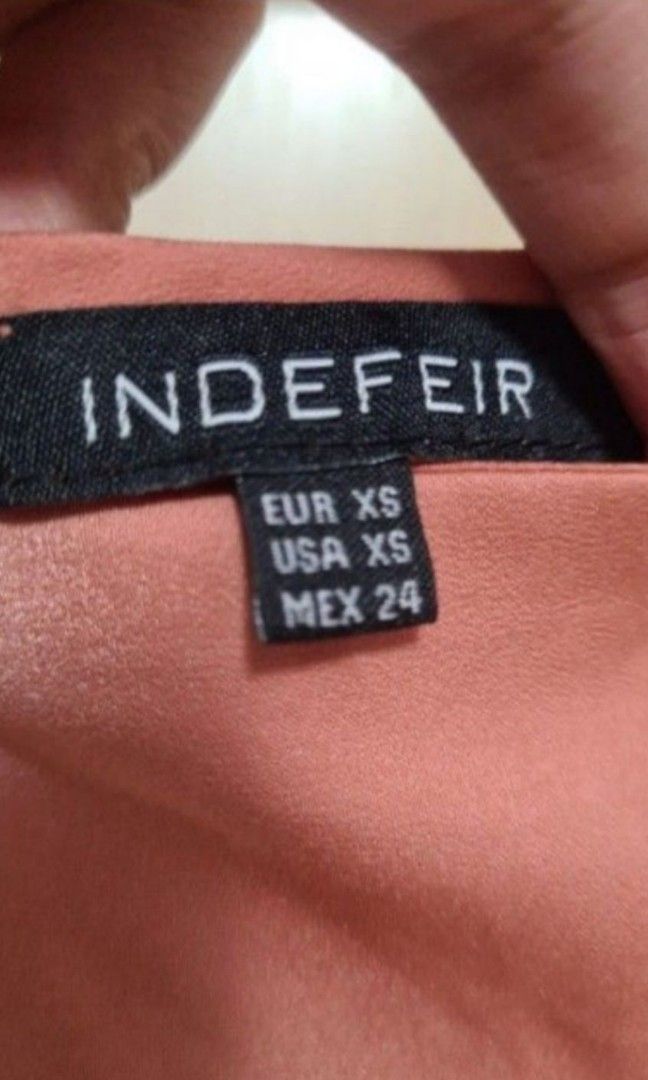 INDEFEIR
EUR XS
USA XS
MEX 24